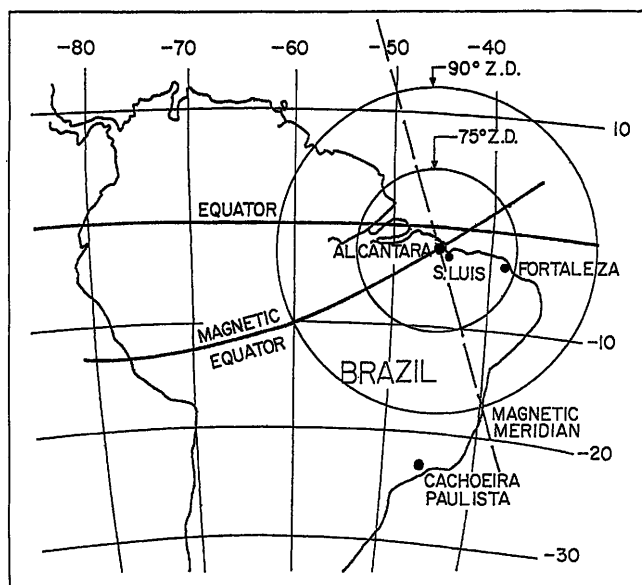 -80
-70
-60
-50
-40
90° Z.D.
75° Z.D.
10
EQUATOR
ALCANTARA
S.LUIS
FORTALEZA
MAGNETIC
EQUATOR
-10
BRAZIL
MAGNETIC
MERIDIAN
-20
CACHOEIRA
PAULISTA
-30